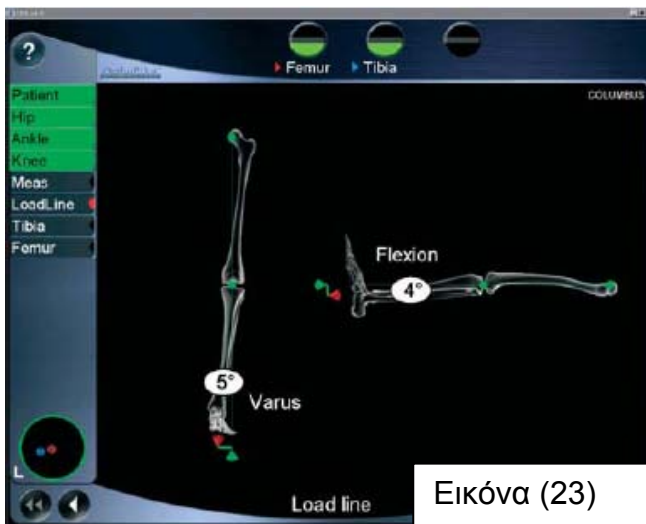 ?
Femur
Tibia
COLUMBUS
Patient
Hip
Ankle
Knee
Meas
LoadLine
Tibia
Femur
Flexion
4°
5°
Varus
L
Load line
Εικόνα (23)